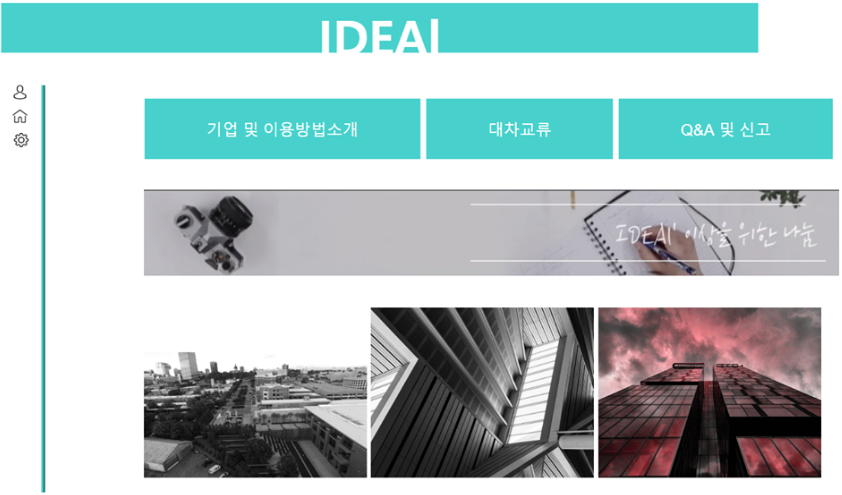 IDEAl
기업 및 이용방법소개
대차교류
Q&A 및 신고
IDEAl' 이상을 위한 나눔